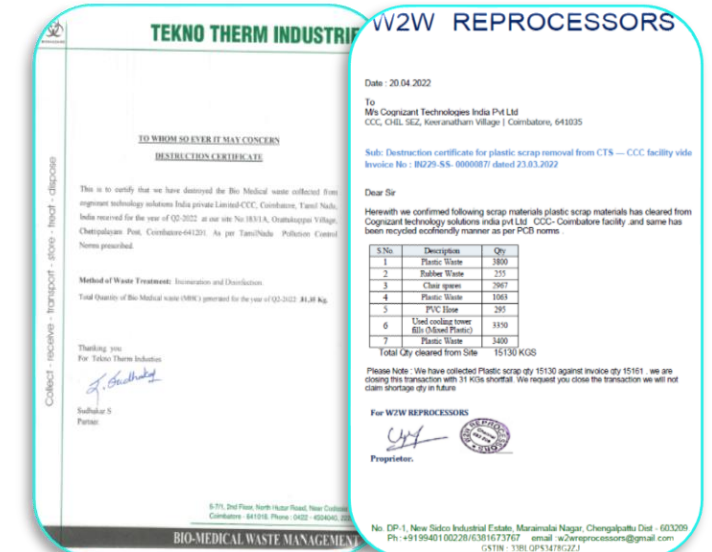 TEKNO THERM INDUSTRIE
TO WHOM SO EVER IT MAY CONCERN
DESTRUCTION CERTIFICATE
This is to certify that we have destroyed the Bio Medical waste collected from
cognizant technology solutions India private Limited-CCC, Coimbatore, Tamil Nadu,
India received for the year of Q2-2022 at our site No 183/1A, Orattukuppai Village,
Chettipalayam Post, Coimbatore-641201. As per TamilNadu Pollution Control
Norms prescribed.
Method of Waste Treatment: Incineration and Disinfection.
Total Quantity of Bio Medical waste (MHC) generated for the year of Q2-2022
Thanking you
For Tekno Therm Industies
Sudhakar S
Partner
Collect - receive - transport - store - treat - dispose
2nd Floor, North Huzur Road, Near
Coimbatore - 641018. Phone : 0422 -
BIO-MEDICAL WASTE MANAGEMENT
W2W REPROCESSORS
Date : 20.04.2022
To
M/s Cognizant Technologies India Pvt Ltd
CCC, CHIL SEZ, Keeranatham Village | Coimbatore, 641035
Sub: Destruction certificate for plastic scrap removal from CTS — CCC facility vide
Invoice No : IN229-SS- 0000087/ dated 23.03.2022
Dear Sir
Herewith we confirmed following scrap materials plastic scrap materials has cleared from
Cognizant technology solutions india pvt Ltd CCC- Coimbatore facility .and same has
been recycled ecofriendly manner as per PCB norms .
S.No Description Qty
1 Plastic Waste 3800
2 Rubber Waste 255
3 Chair spares 2967
4 Plastic Waste 1063
5 PVC Hose 295
6 Used cooling tower fills (Mixed Plastic) 3350
7 Plastic Waste 3400
Total Qty cleared from Site 15130 KGS
Please Note : We have collected Plastic scrap qty 15130 against invoice qty 15161 . we are
closing this transaction with 31 KGs shortfall. We request you close the transaction we will not
claim shortage qty in future
For W2W REPROCESSORS
Proprietor.
No. DP-1, New Sidco Industrial Estate, Maraimalai Nagar, Chengalpattu Dist - 603209
Ph :+919940100228/6381673767 email :w2wreprocessors@gmail.com